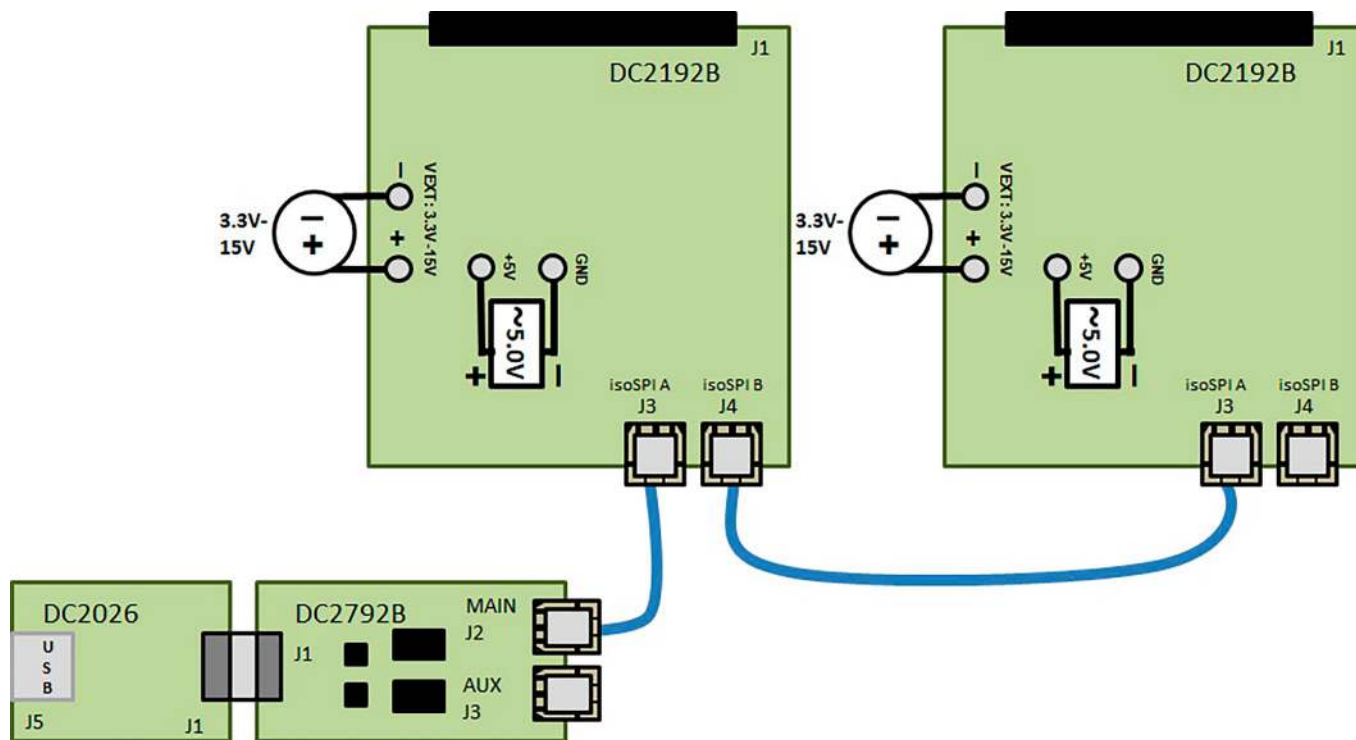 J1
DC2192B
–
VEXT: 3.3V-15V
+
3.3V-
15V
–
+
+5V
GND
~5.0V
+
–
isoSPI A
J3
isoSPI B
J4
J1
DC2192B
–
VEXT: 3.3V-15V
+
3.3V-
15V
–
+
+5V
GND
~5.0V
+
–
isoSPI A
J3
isoSPI B
J4
DC2026
USB
J5
J1
DC2792B
J1
MAIN
J2
AUX
J3